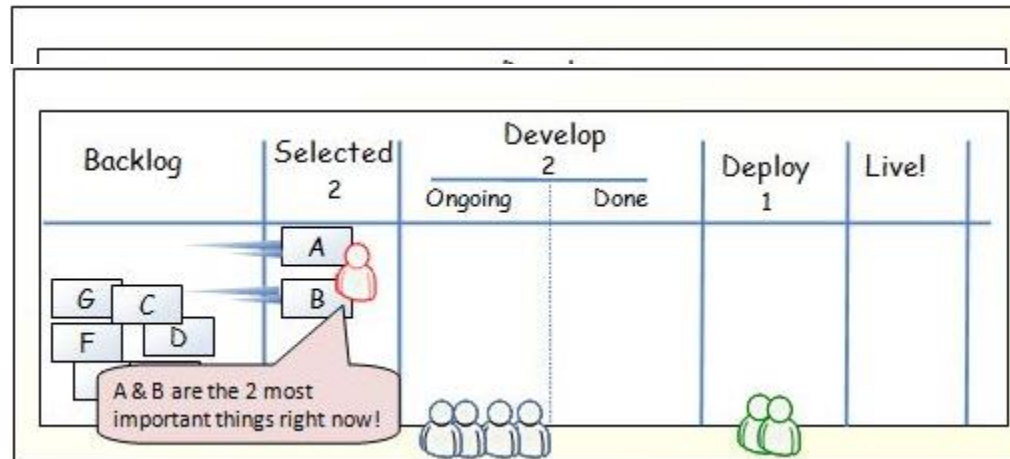 Backlog
Selected
2
Develop
2
Ongoing Done
Deploy
1
Live!
A
B
G
C
F
D
A & B are the 2 most
important things right now!